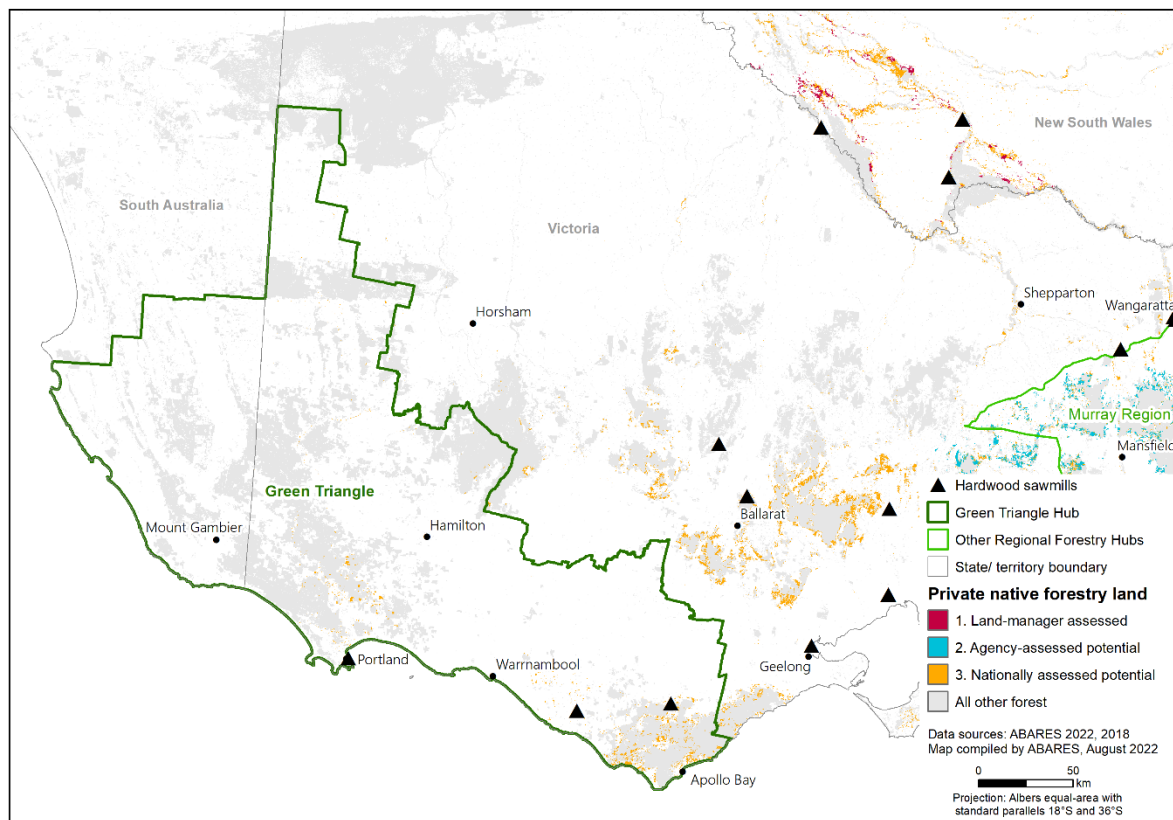 New South Wales
South Australia
Victoria
Shepparton
Wangaratta
Horsham
Murray Region
Mansfield
Green Triangle
Mount Gambier
Hamilton
Ballarat
Portland
Warrnambool
Geelong
Apollo Bay
Hardwood sawmills
Green Triangle Hub
Other Regional Forestry Hubs
State/ territory boundary
Private native forestry land
1. Land-manager assessed
2. Agency-assessed potential
3. Nationally assessed potential
All other forest
Data sources: ABARES 2022, 2018
Map compiled by ABARES, August 2022
0 50
km
Projection: Albers equal-area with
standard parallels 18°S and 36°S